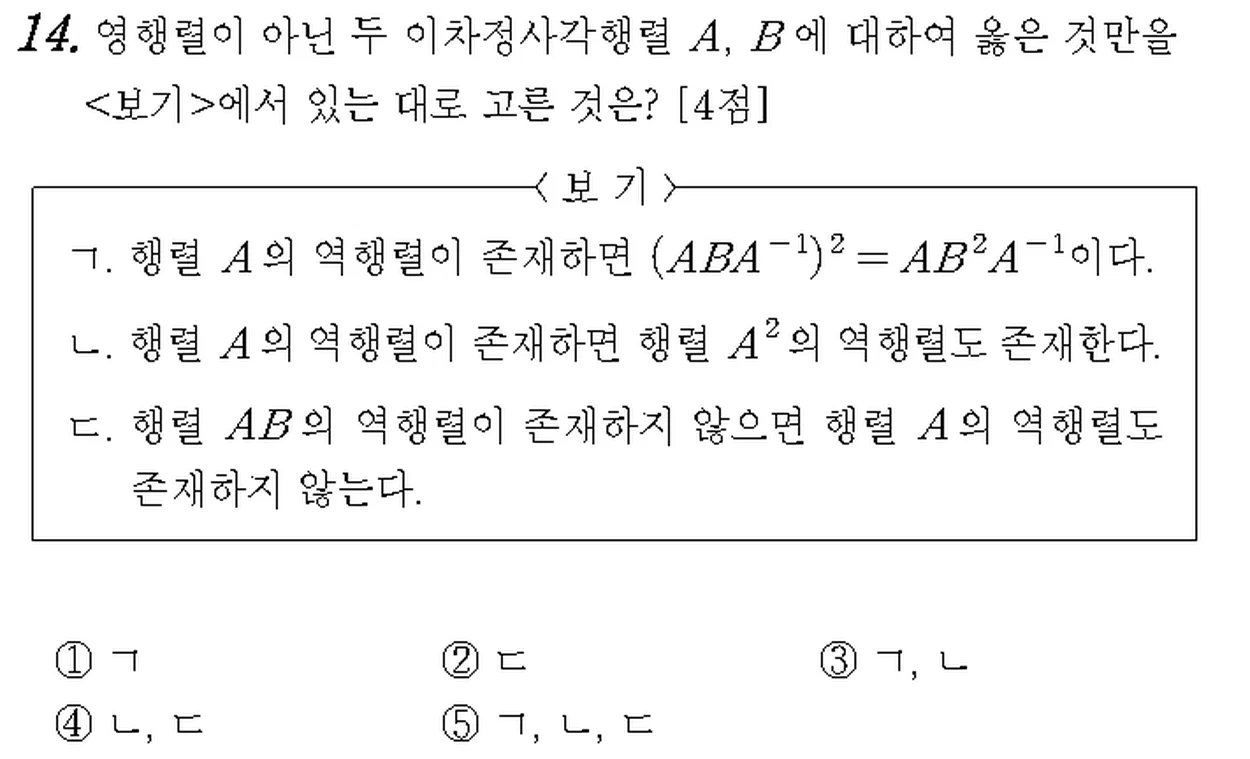 14. 영행렬이 아닌 두 이차정사각행렬 A, B에 대하여 옳은 것만을
<보기>에서 있는 대로 고른 것은? [4점]
〈 보 기 〉
ㄱ. 행렬 A의 역행렬이 존재하면 (ABA⁻¹)² = AB²A⁻¹이다.
ㄴ. 행렬 A의 역행렬이 존재하면 행렬 A²의 역행렬도 존재한다.
ㄷ. 행렬 AB의 역행렬이 존재하지 않으면 행렬 A의 역행렬도
존재하지 않는다.
① ㄱ ② ㄷ ③ ㄱ, ㄴ
④ ㄴ, ㄷ ⑤ ㄱ, ㄴ, ㄷ